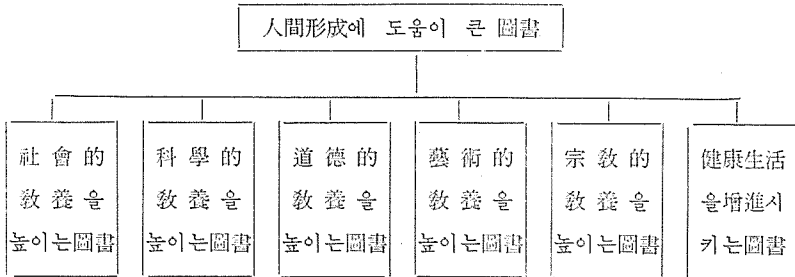 人間形成에 도움이 큰 圖書
社會的
敎養을
높이는圖書
科學的
敎養을
높이는圖書
道德的
敎養을
높이는圖書
藝術的
敎養을
높이는圖書
宗敎的
敎養을
높이는圖書
健康生活
을增進시
키는圖書